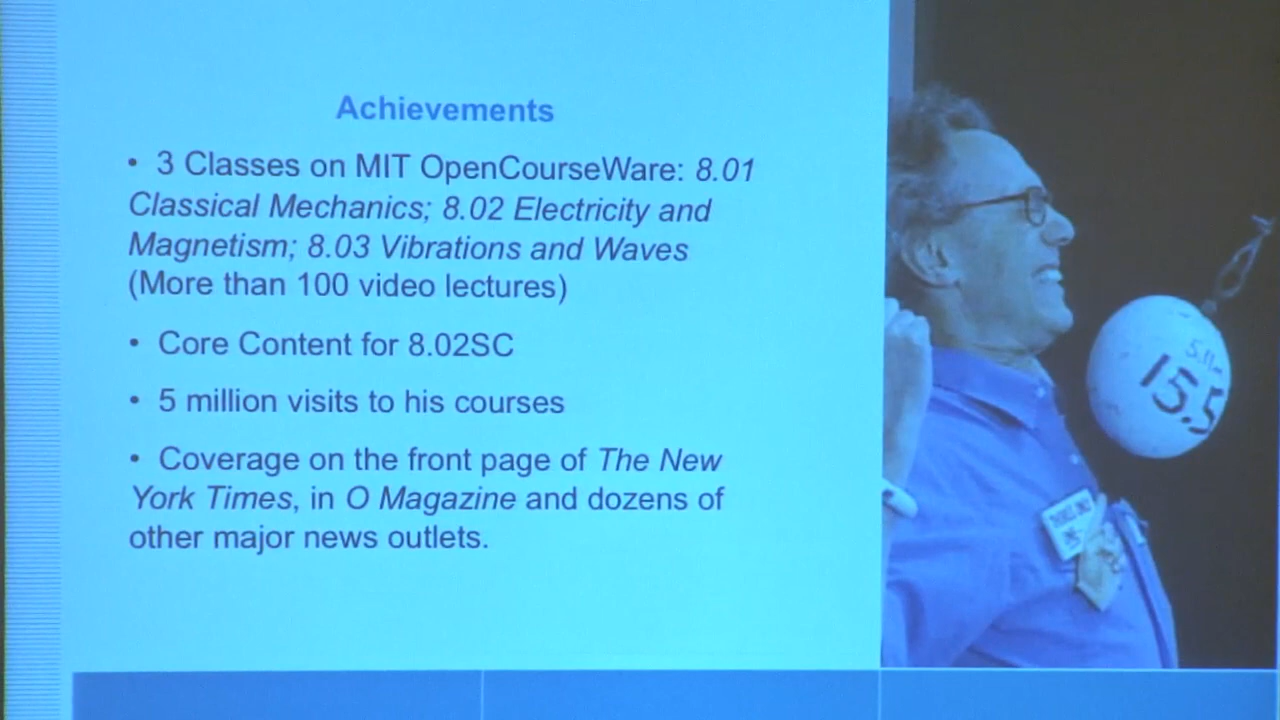 Achievements
• 3 Classes on MIT OpenCourseWare: 8.01
Classical Mechanics; 8.02 Electricity and
Magnetism; 8.03 Vibrations and Waves
(More than 100 video lectures)
• Core Content for 8.02SC
• 5 million visits to his courses
• Coverage on the front page of The New
York Times, in O Magazine and dozens of
other major news outlets.
15.5